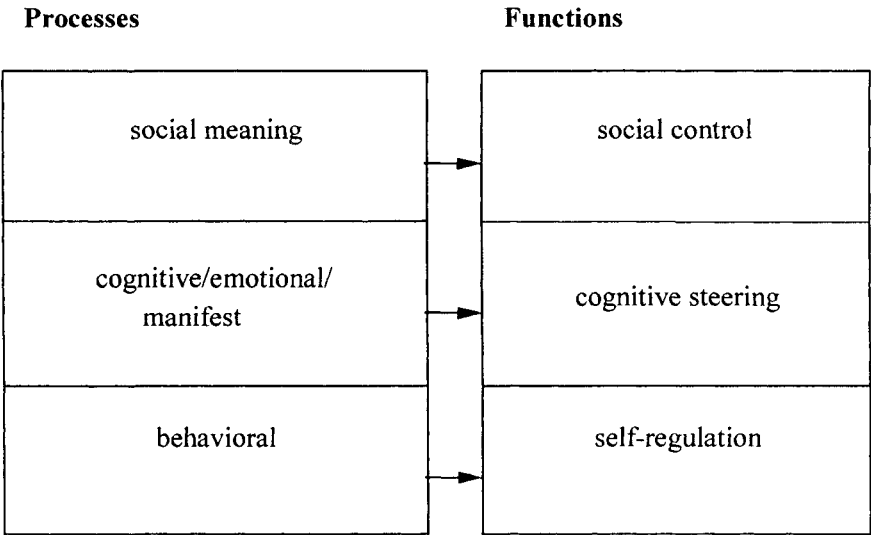 Processes
Functions
social meaning
social control
cognitive/emotional/
manifest
cognitive steering
behavioral
self-regulation